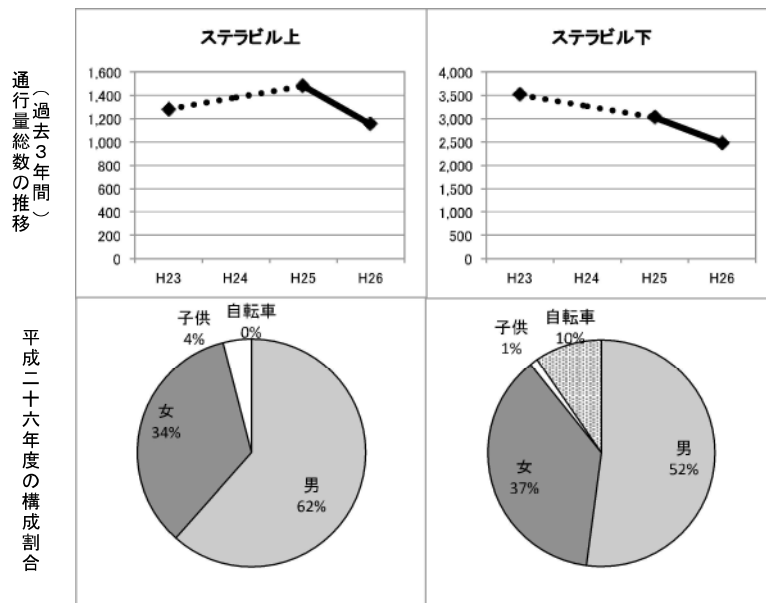 ステラビル上
1,600
1,400
1,200
1,000
800
600
400
200
0
H23 H24 H25 H26
ステラビル下
4,000
3,500
3,000
2,500
2,000
1,500
1,000
500
0
H23 H24 H25 H26
通行量総数の推移
（過去３年間）
平成二十六年度の構成割合
子供
4%
自転車
0%
女
34%
男
62%
子供
1%
自転車
10%
女
37%
男
52%